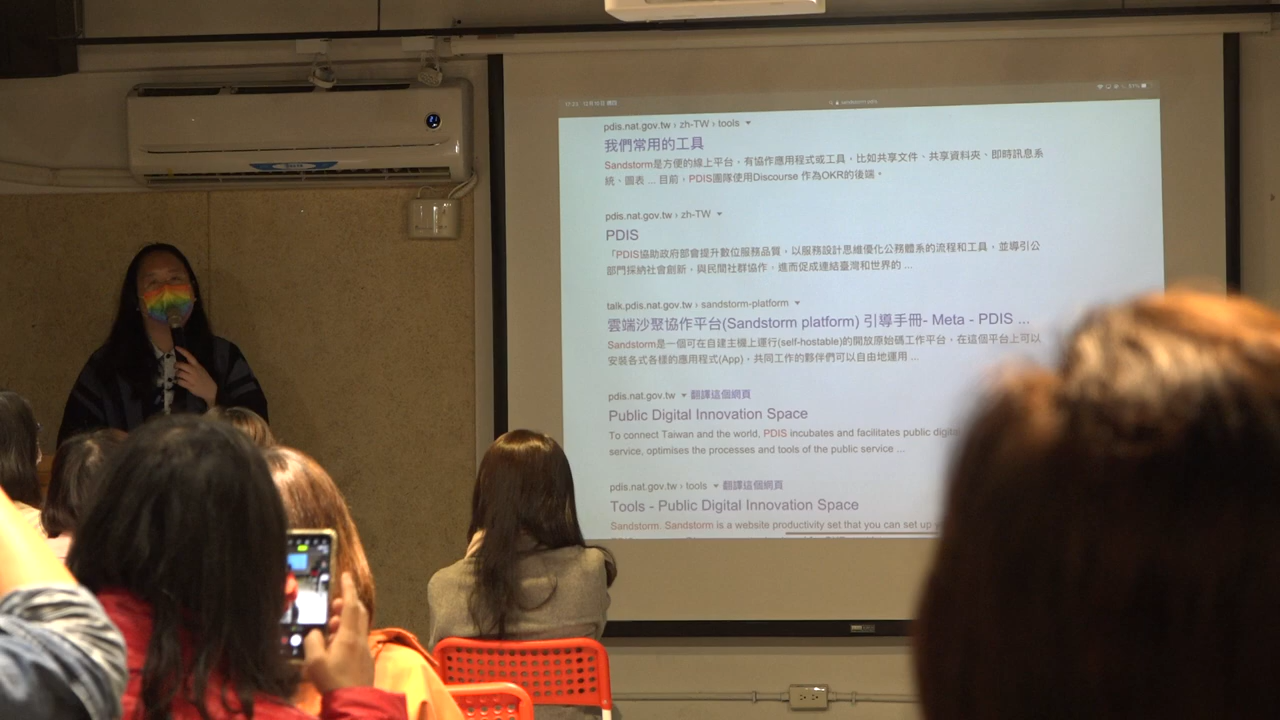 sandstorm pdis
pdis.nat.gov.tw › zh-TW › tools
我們常用的工具
Sandstorm是方便的線上平台，有協作應用程式或工具，比如共享文件、共享資料夾、即時訊息系
統、圖表 ... 目前，PDIS團隊使用Discourse 作為OKR的後端。
pdis.nat.gov.tw › zh-TW
PDIS
「PDIS協助政府部會提升數位服務品質，以服務設計思維優化公務體系的流程和工具，並導引公
部門採納社會創新，與民間社群協作，進而促成連結臺灣和世界的 ...
talk.pdis.nat.gov.tw › sandstorm-platform
雲端沙聚協作平台(Sandstorm platform) 引導手冊- Meta - PDIS ...
Sandstorm是一個可在自建主機上運行(self-hostable)的開放原始碼工作平台，在這個平台上可以
安裝各式各樣的應用程式(App)，共同工作的夥伴們可以自由地運用 ...
pdis.nat.gov.tw 翻譯這個網頁
Public Digital Innovation Space
To connect Taiwan and the world, PDIS incubates and facilitates public digital
service, optimises the processes and tools of the public service ...
pdis.nat.gov.tw › tools 翻譯這個網頁
Tools - Public Digital Innovation Space
Sandstorm. Sandstorm is a website productivity set that you can set up